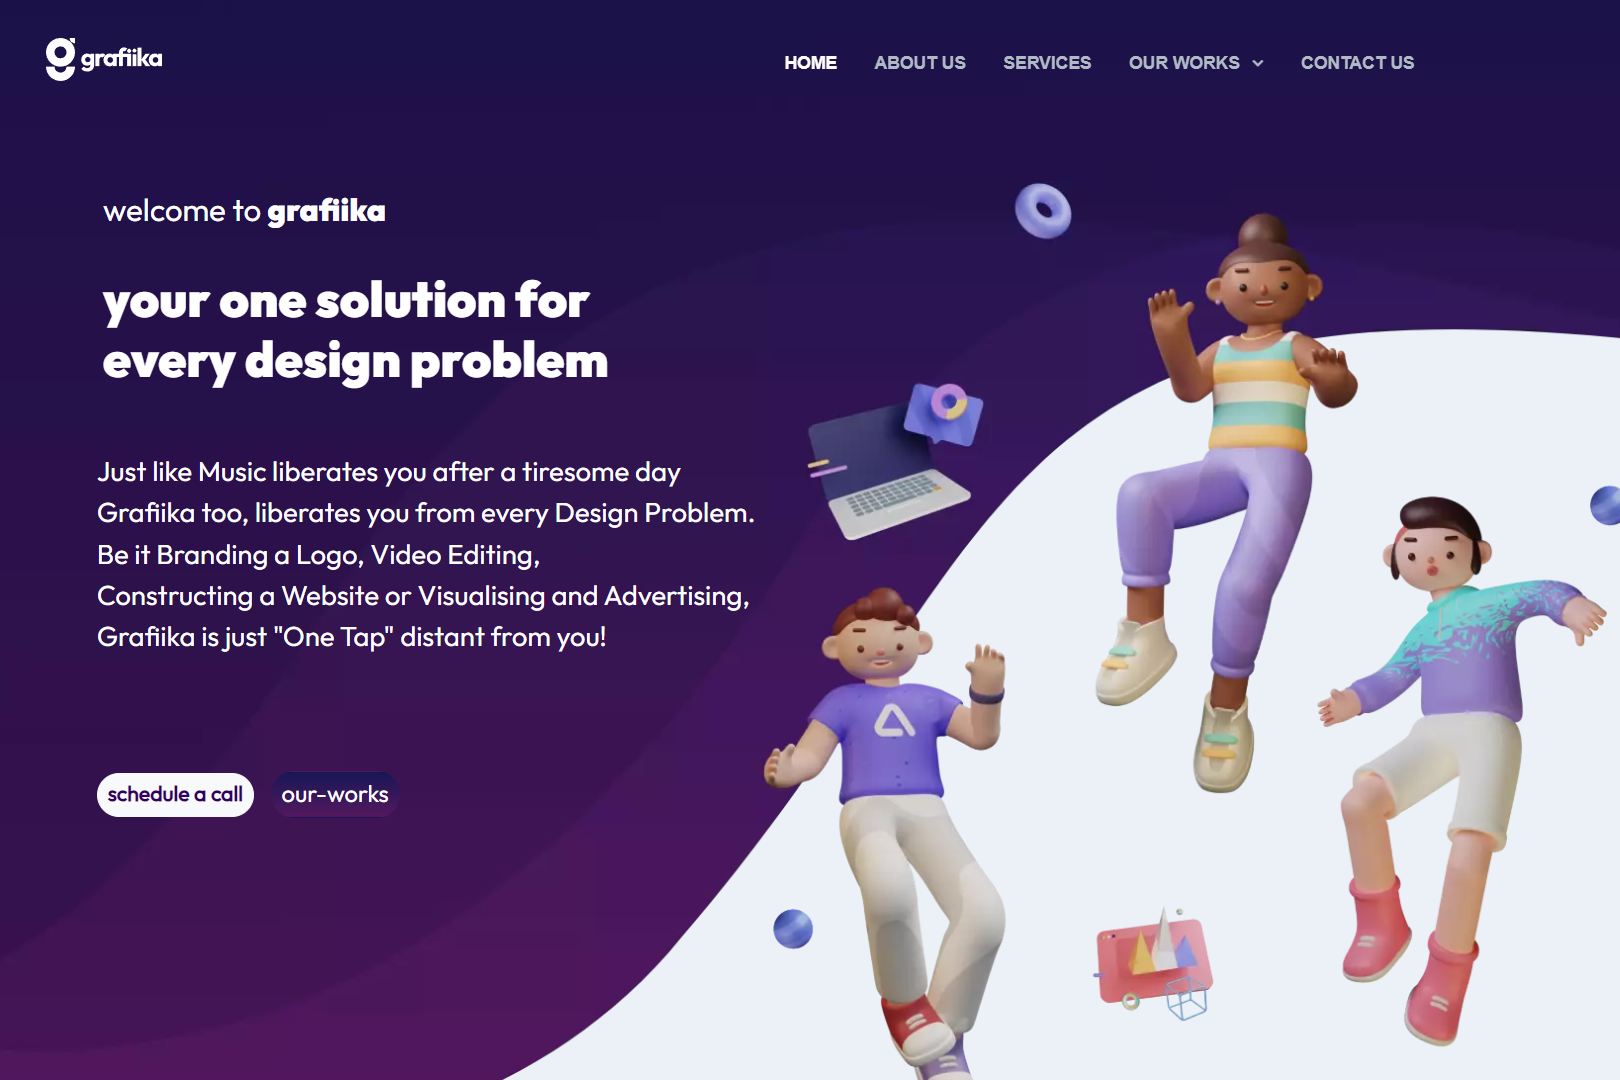 grafiika
HOME ABOUT US SERVICES OUR WORKS CONTACT US
welcome to grafiika
your one solution for
every design problem
Just like Music liberates you after a tiresome day
Grafiika too, liberates you from every Design Problem.
Be it Branding a Logo, Video Editing,
Constructing a Website or Visualising and Advertising,
Grafiika is just "One Tap" distant from you!
schedule a call our-works